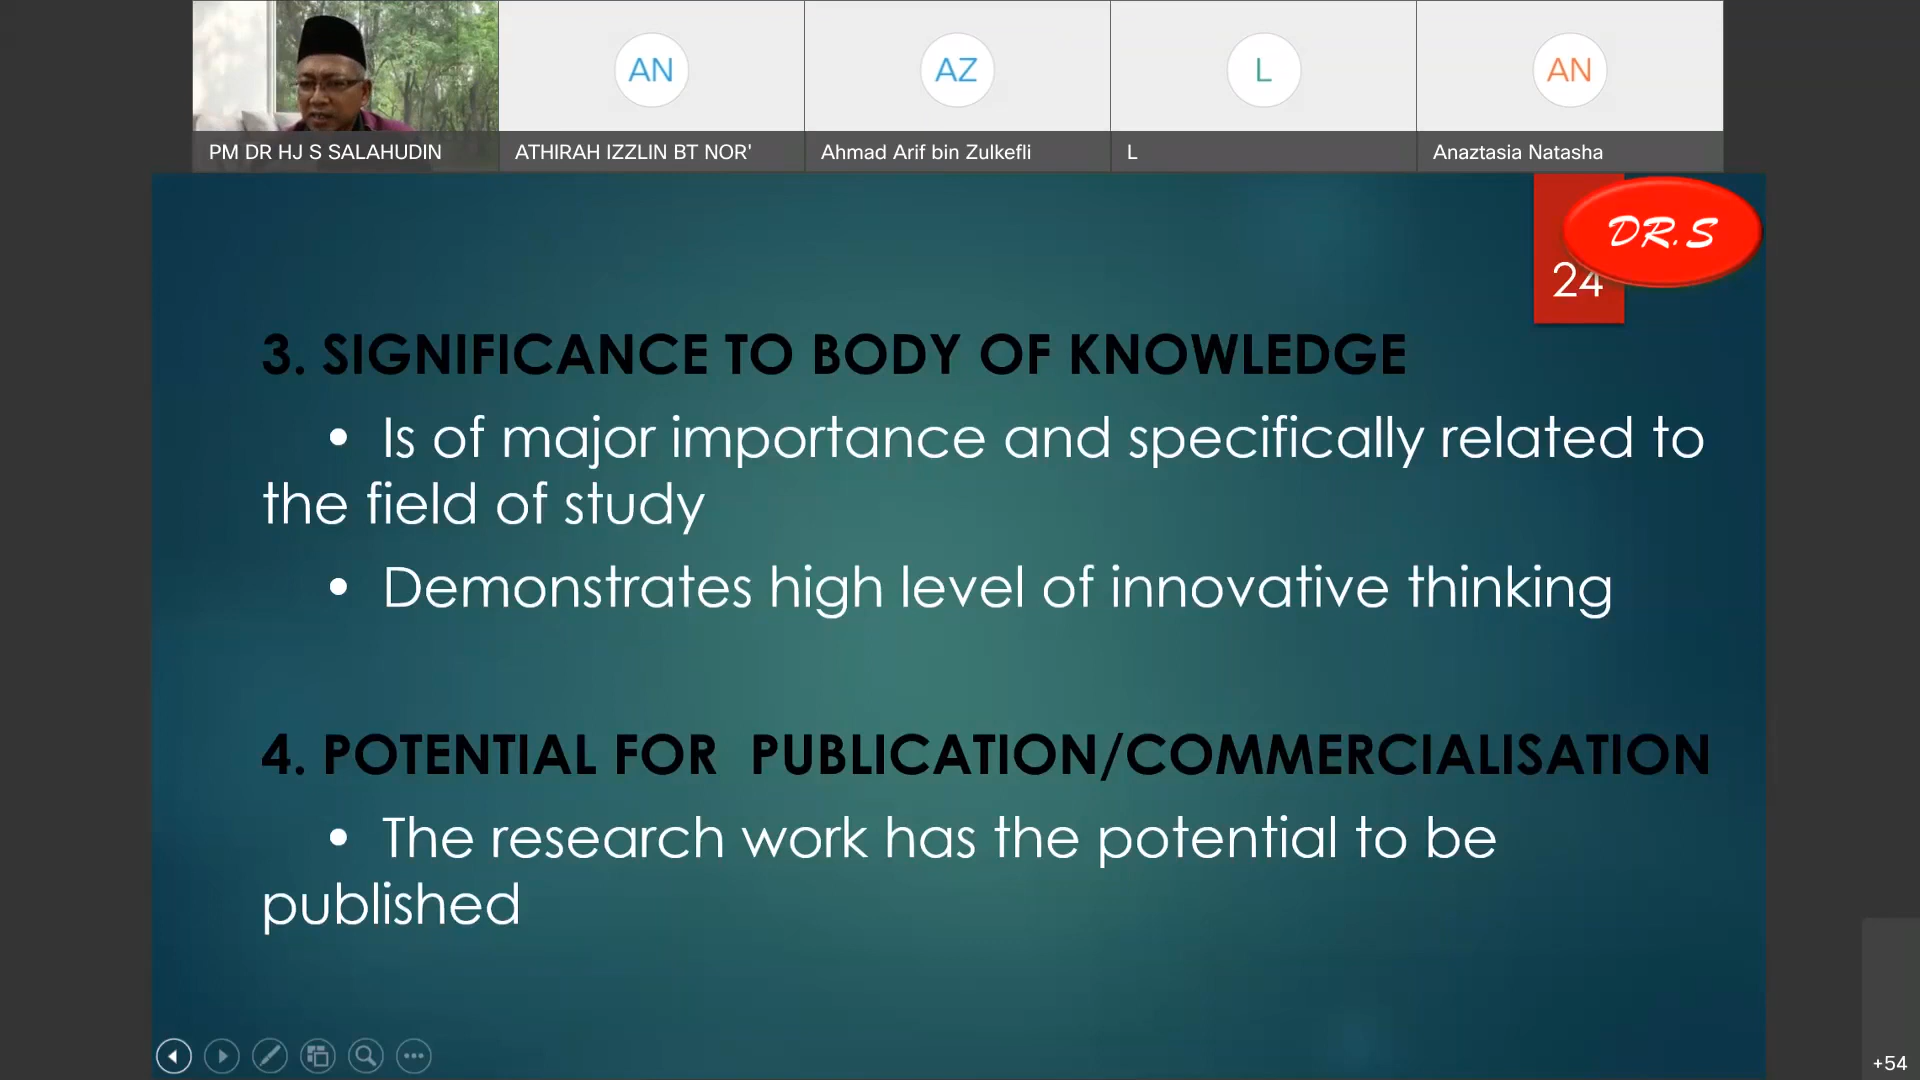 AN
AZ
L
AN
PM DR HJ S SALAHUDIN
ATHIRAH IZZLIN BT NOR'
Ahmad Arif bin Zulkefli
L
Anaztasia Natasha
DR.S
24
3. SIGNIFICANCE TO BODY OF KNOWLEDGE
• Is of major importance and specifically related to
the field of study
• Demonstrates high level of innovative thinking
4. POTENTIAL FOR PUBLICATION/COMMERCIALISATION
• The research work has the potential to be
published
+54